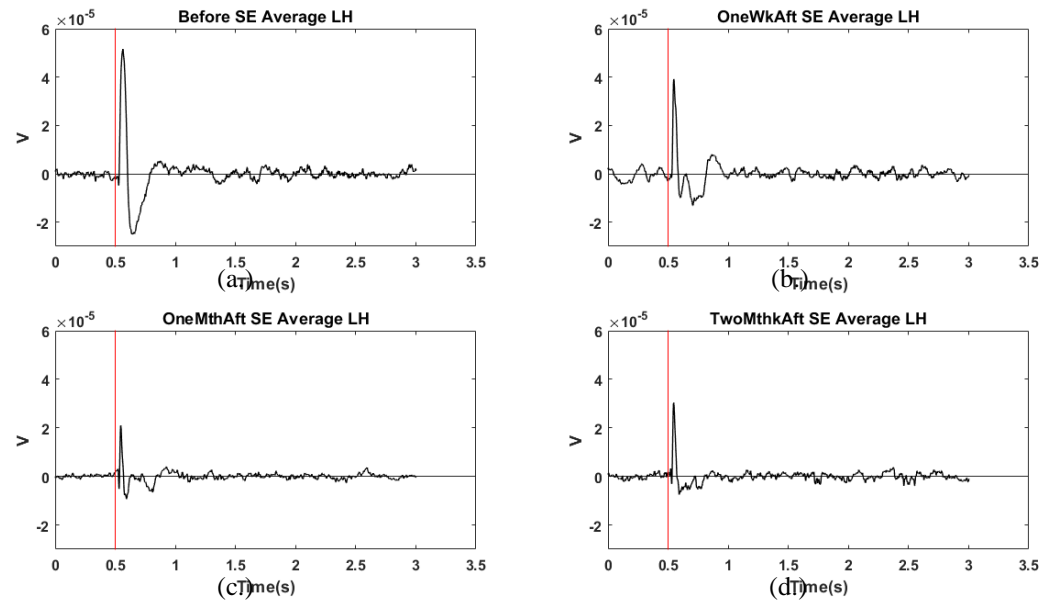 Before SE Average LH
×10⁻⁵
6
4
2
0
-2
V
0 0.5 1 1.5 2 2.5 3 3.5
Time(s)
(a.)
OneWkAft SE Average LH
×10⁻⁵
6
4
2
0
-2
V
0 0.5 1 1.5 2 2.5 3 3.5
Time(s)
(b.)
OneMthAft SE Average LH
×10⁻⁵
6
4
2
0
-2
V
0 0.5 1 1.5 2 2.5 3 3.5
Time(s)
(c.)
TwoMthkAft SE Average LH
×10⁻⁵
6
4
2
0
-2
V
0 0.5 1 1.5 2 2.5 3 3.5
Time(s)
(d.)